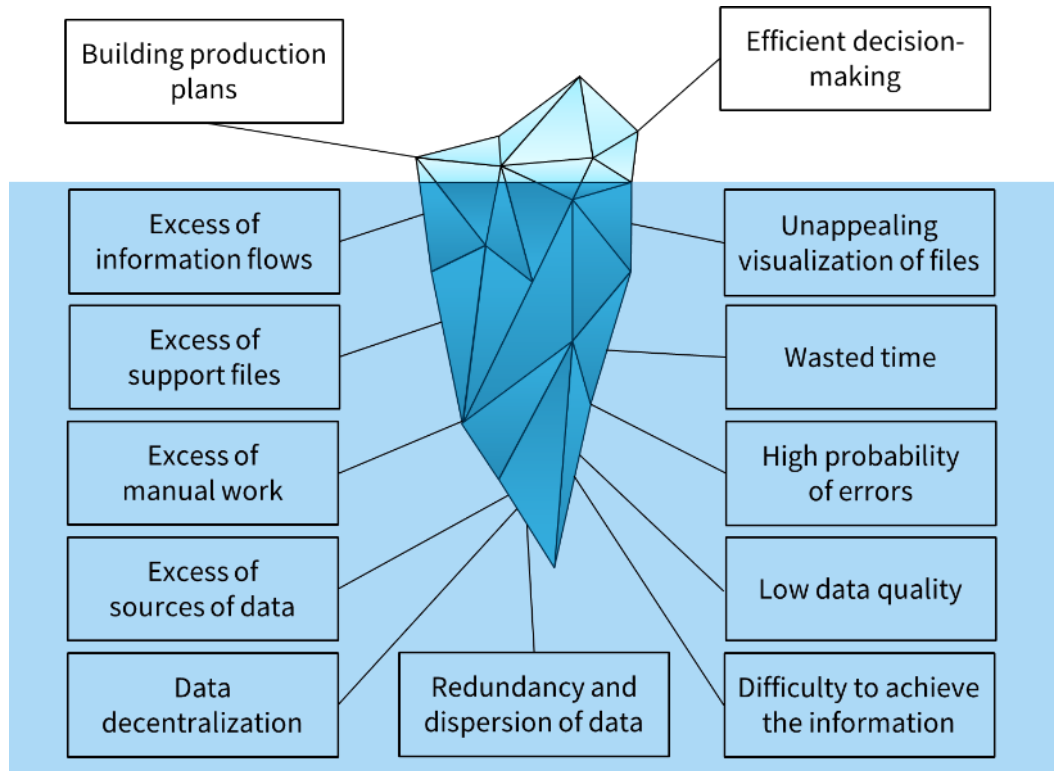 Building production
plans
Efficient decision-
making
Excess of
information flows
Unappealing
visualization of files
Excess of
support files
Wasted time
Excess of
manual work
High probability
of errors
Excess of
sources of data
Low data quality
Data
decentralization
Redundancy and
dispersion of data
Difficulty to achieve
the information